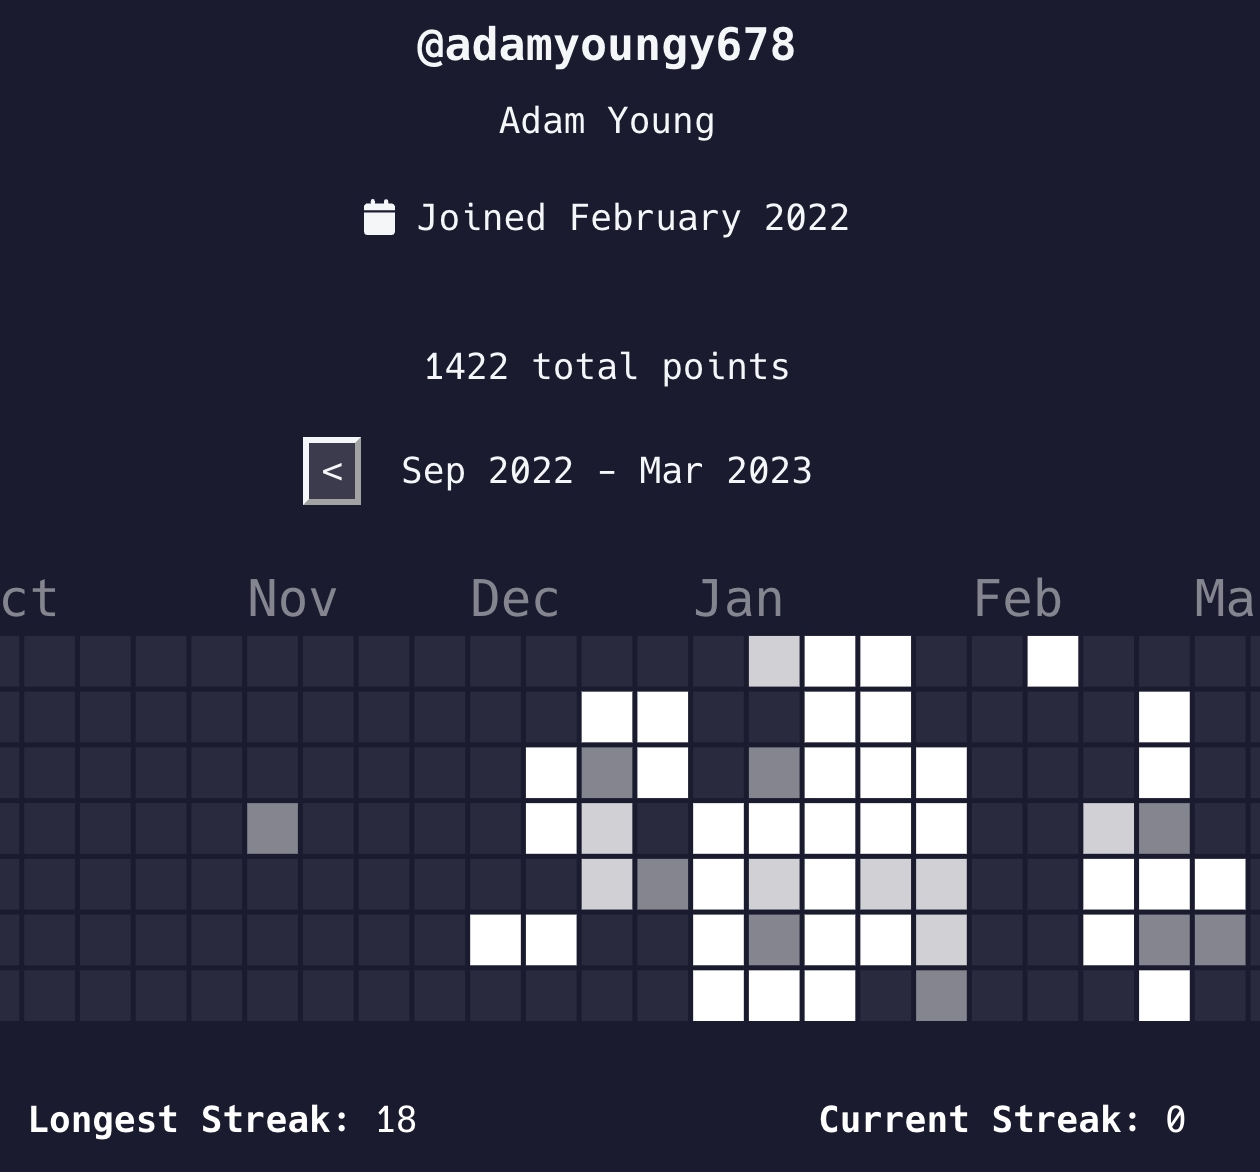 @adamyoungy678
Adam Young
Joined February 2022
1422 total points
< Sep 2022 - Mar 2023
ct Nov Dec Jan Feb Ma
Longest Streak: 18 Current Streak: 0